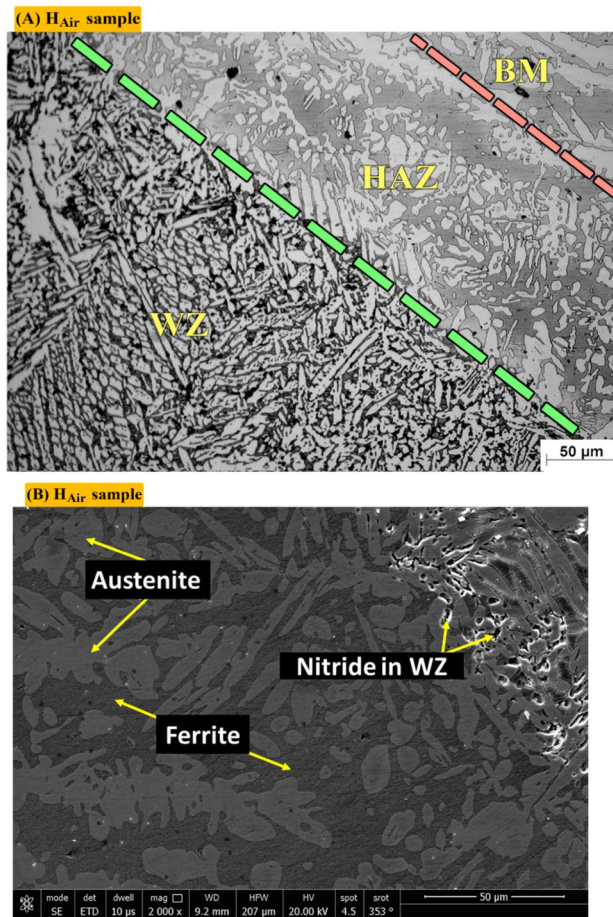 (A) HAir sample
BM
HAZ
WZ
50 µm
(B) HAir sample
Austenite
Nitride in WZ
Ferrite
mode det dwell mag WD HFW HV spot srot
SE ETD 10 µs 2 000 x 9.2 mm 207 µm 20.00 kV 4.5 353 °
50 µm